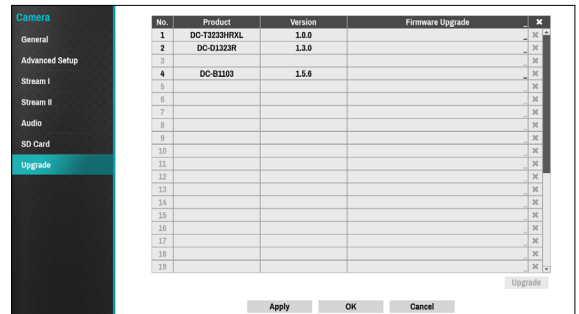 Camera
General
Advanced Setup
Stream I
Stream II
Audio
SD Card
Upgrade
No. Product Version Firmware Upgrade ... ✖
1 DC-T3233HRXL 1.0.0 ... ✖
2 DC-D1323R 1.3.0 ... ✖
3 ... ✖
4 DC-B1103 1.5.6 ... ✖
5 ... ✖
6 ... ✖
7 ... ✖
8 ... ✖
9 ... ✖
10 ... ✖
11 ... ✖
12 ... ✖
13 ... ✖
14 ... ✖
15 ... ✖
16 ... ✖
17 ... ✖
18 ... ✖
19 ... ✖
Upgrade
Apply OK Cancel